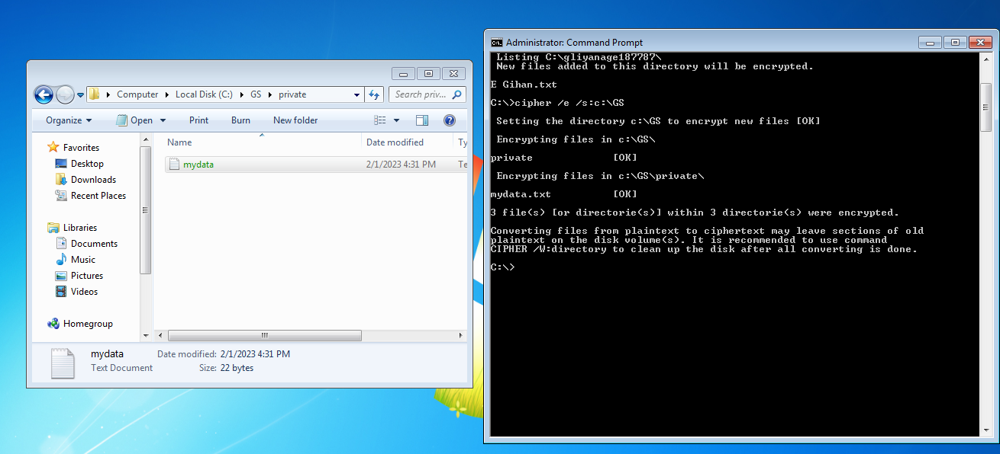 Computer
Local Disk (C:)
GS
private
Search priv...
Organize
Open
Print
Burn
New folder
Name
Date modified
Ty
Favorites
Desktop
Downloads
Recent Places
Libraries
Documents
Music
Pictures
Videos
Homegroup
mydata
2/1/2023 4:31 PM
Te
mydata
Date modified: 2/1/2023 4:31 PM
Text Document
Size: 22 bytes
C:\.
Administrator: Command Prompt
Listing C:\gliyanage187787\
New files added to this directory will be encrypted.
E Gihan.txt
C:\>cipher /e /s:c:\GS
Setting the directory c:\GS to encrypt new files [OK]
Encrypting files in c:\GS\
private [OK]
Encrypting files in c:\GS\private\
mydata.txt [OK]
3 file(s) [or directorie(s)] within 3 directorie(s) were encrypted.
Converting files from plaintext to ciphertext may leave sections of old
plaintext on the disk volume(s). It is recommended to use command
CIPHER /W:directory to clean up the disk after all converting is done.
C:\>